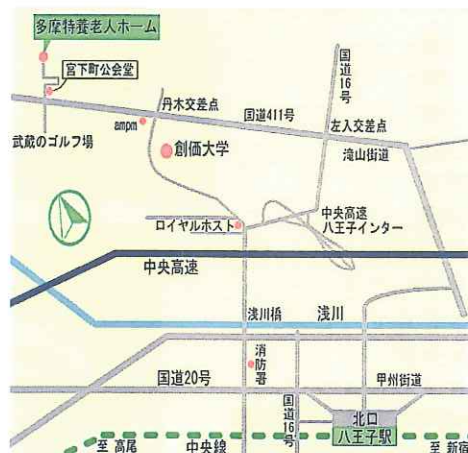 多摩特養老人ホーム
宮下町公会堂
国道16号
丹木交差点
国道411号
ampm
左入交差点
武蔵のゴルフ場
創価大学
滝山街道
ロイヤルホスト
中央高速
八王子インター
中央高速
浅川橋
浅川
消防署
国道20号
甲州街道
国道16号
北口
八王子駅
至 高尾
中央線
至 新宿